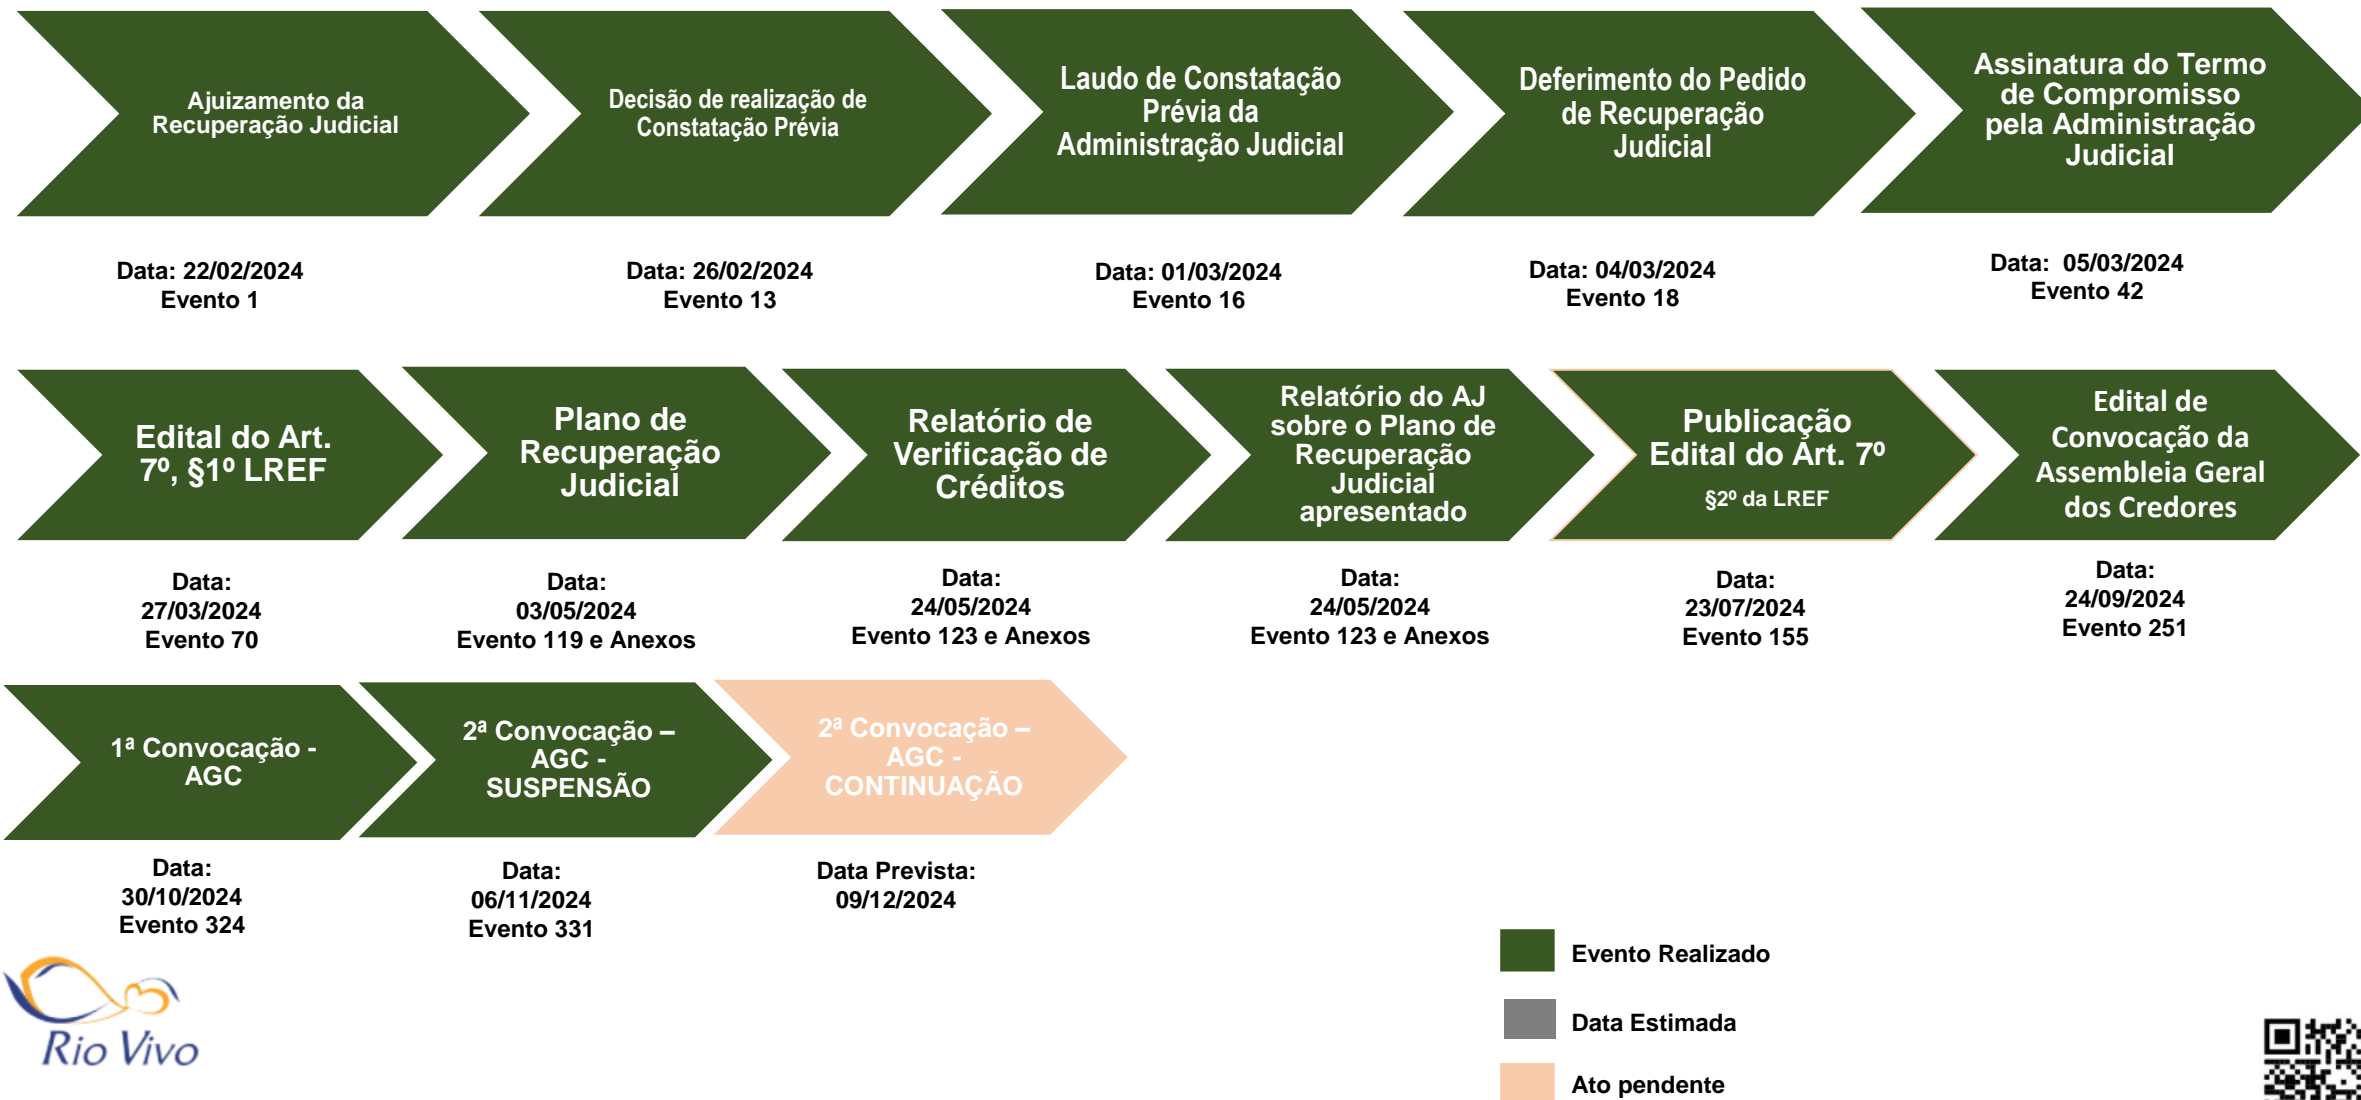 Ajuizamento da
Recuperação Judicial
Decisão de realização de
Constatação Prévia
Laudo de Constatação
Prévia da
Administração Judicial
Deferimento do Pedido
de Recuperação
Judicial
Assinatura do Termo
de Compromisso
pela Administração
Judicial
Data: 22/02/2024
Evento 1
Data: 26/02/2024
Evento 13
Data: 01/03/2024
Evento 16
Data: 04/03/2024
Evento 18
Data: 05/03/2024
Evento 42
Edital do Art.
7º, §1º LREF
Plano de
Recuperação
Judicial
Relatório de
Verificação de
Créditos
Relatório do AJ
sobre o Plano de
Recuperação
Judicial
apresentado
Publicação
Edital do Art. 7º
§2º da LREF
Edital de
Convocação da
Assembleia Geral
dos Credores
Data:
27/03/2024
Evento 70
Data:
03/05/2024
Evento 119 e Anexos
Data:
24/05/2024
Evento 123 e Anexos
Data:
24/05/2024
Evento 123 e Anexos
Data:
23/07/2024
Evento 155
Data:
24/09/2024
Evento 251
1ª Convocação -
AGC
2ª Convocação –
AGC -
SUSPENSÃO
2ª Convocação –
AGC -
CONTINUAÇÃO
Data:
30/10/2024
Evento 324
Data:
06/11/2024
Evento 331
Data Prevista:
09/12/2024
Rio Vivo
Evento Realizado
Data Estimada
Ato pendente